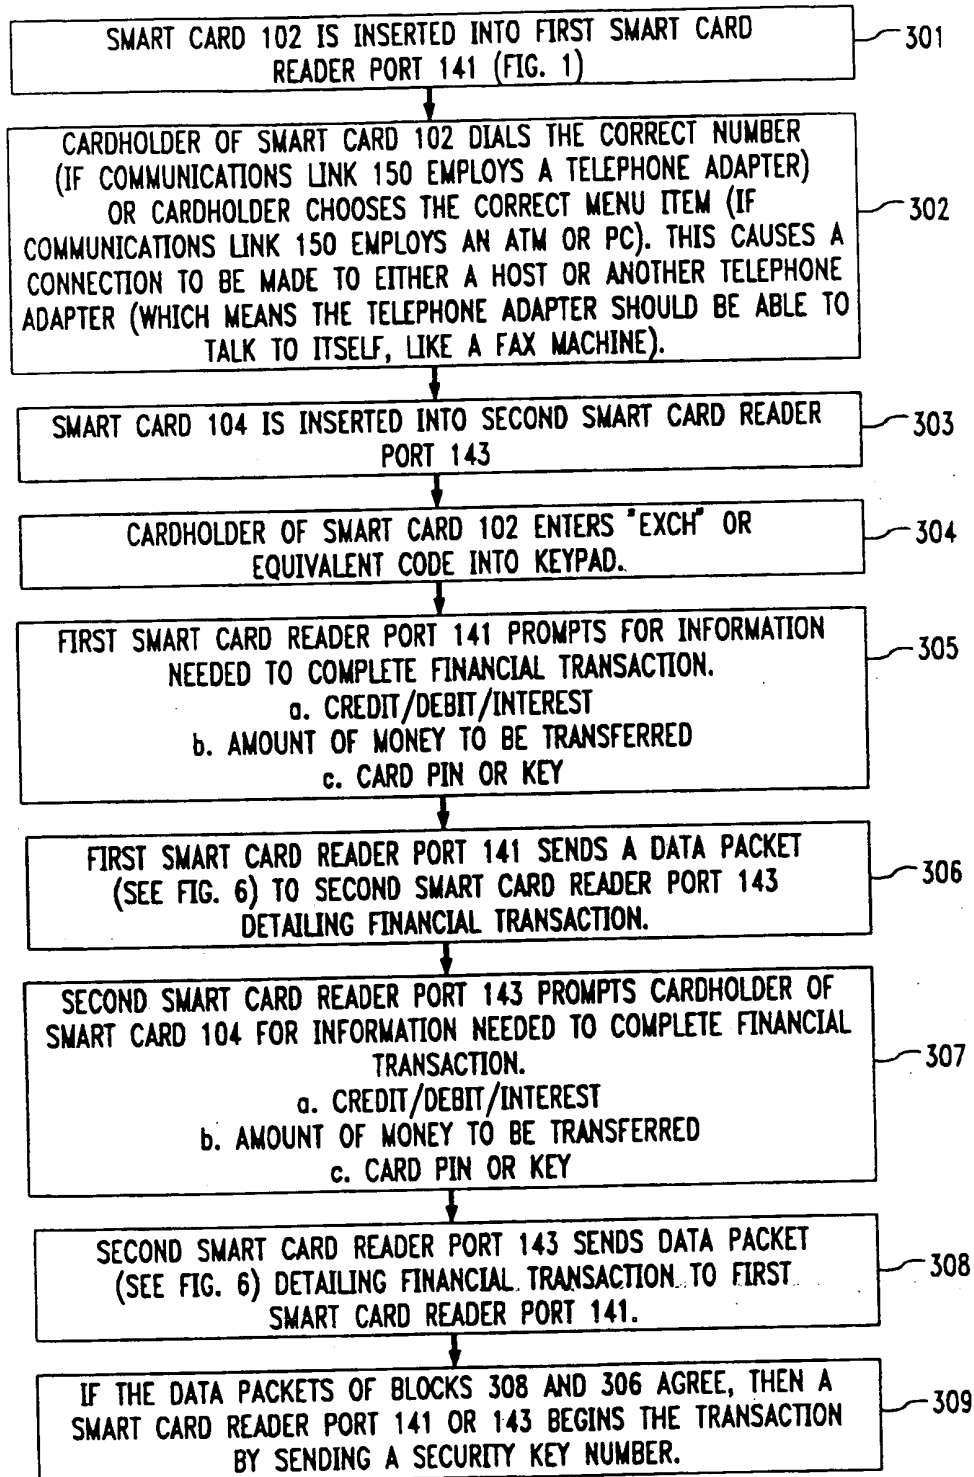 SMART CARD 102 IS INSERTED INTO FIRST SMART CARD
READER PORT 141 (FIG. 1)
301
CARDHOLDER OF SMART CARD 102 DIALS THE CORRECT NUMBER
(IF COMMUNICATIONS LINK 150 EMPLOYS A TELEPHONE ADAPTER)
OR CARDHOLDER CHOOSES THE CORRECT MENU ITEM (IF
COMMUNICATIONS LINK 150 EMPLOYS AN ATM OR PC). THIS CAUSES A
CONNECTION TO BE MADE TO EITHER A HOST OR ANOTHER TELEPHONE
ADAPTER (WHICH MEANS THE TELEPHONE ADAPTER SHOULD BE ABLE TO
TALK TO ITSELF, LIKE A FAX MACHINE).
302
SMART CARD 104 IS INSERTED INTO SECOND SMART CARD READER
PORT 143
303
CARDHOLDER OF SMART CARD 102 ENTERS "EXCH" OR
EQUIVALENT CODE INTO KEYPAD.
304
FIRST SMART CARD READER PORT 141 PROMPTS FOR INFORMATION
NEEDED TO COMPLETE FINANCIAL TRANSACTION.
a. CREDIT/DEBIT/INTEREST
b. AMOUNT OF MONEY TO BE TRANSFERRED
c. CARD PIN OR KEY
305
FIRST SMART CARD READER PORT 141 SENDS A DATA PACKET
(SEE FIG. 6) TO SECOND SMART CARD READER PORT 143
DETAILING FINANCIAL TRANSACTION.
306
SECOND SMART CARD READER PORT 143 PROMPTS CARDHOLDER OF
SMART CARD 104 FOR INFORMATION NEEDED TO COMPLETE FINANCIAL
TRANSACTION.
a. CREDIT/DEBIT/INTEREST
b. AMOUNT OF MONEY TO BE TRANSFERRED
c. CARD PIN OR KEY
307
SECOND SMART CARD READER PORT 143 SENDS DATA PACKET
(SEE FIG. 6) DETAILING FINANCIAL TRANSACTION TO FIRST
SMART CARD READER PORT 141.
308
IF THE DATA PACKETS OF BLOCKS 308 AND 306 AGREE, THEN A
SMART CARD READER PORT 141 OR 143 BEGINS THE TRANSACTION
BY SENDING A SECURITY KEY NUMBER.
309